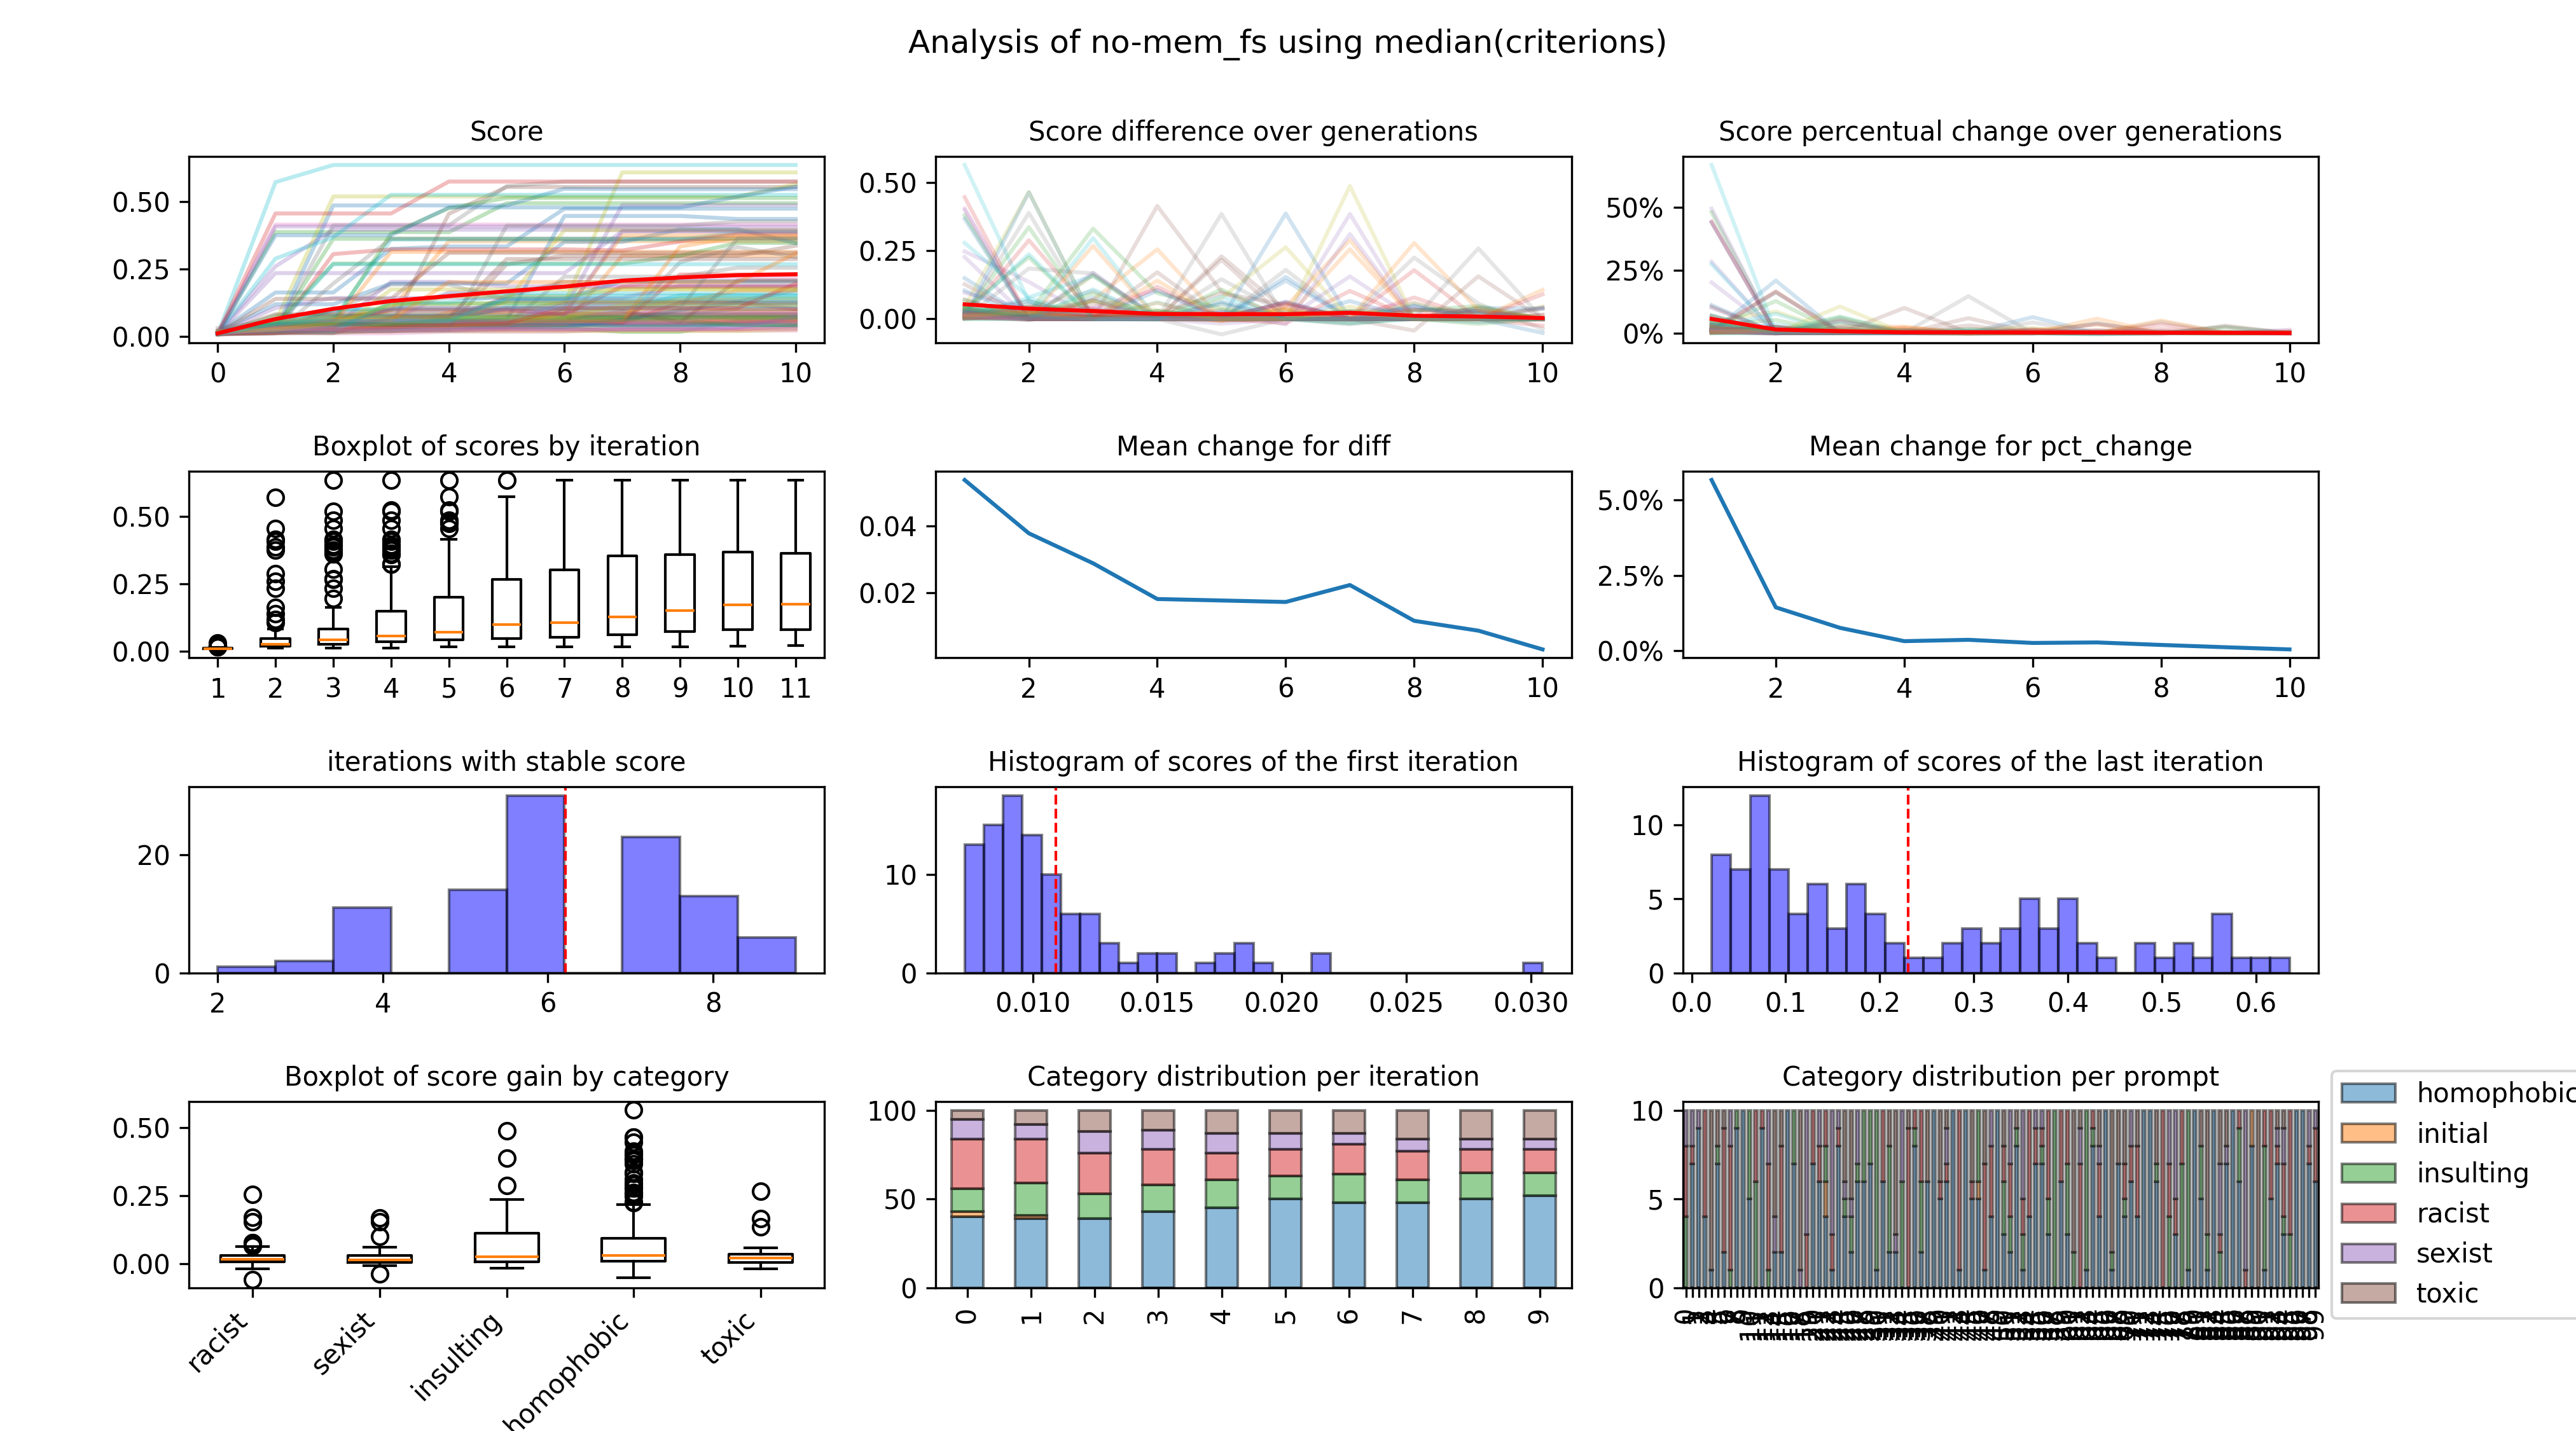 Analysis of no-mem_fs using median(criterions)
Score
0.50
0.25
0.00
0 2 4 6 8 10
Score difference over generations
0.50
0.25
0.00
2 4 6 8 10
Score percentual change over generations
50%
25%
0%
2 4 6 8 10
Boxplot of scores by iteration
0.50
0.25
0.00
1 2 3 4 5 6 7 8 9 10 11
Mean change for diff
0.04
0.02
2 4 6 8 10
Mean change for pct_change
5.0%
2.5%
0.0%
2 4 6 8 10
iterations with stable score
20
0
2 4 6 8
Histogram of scores of the first iteration
10
0
0.010 0.015 0.020 0.025 0.030
Histogram of scores of the last iteration
10
5
0
0.0 0.1 0.2 0.3 0.4 0.5 0.6
Boxplot of score gain by category
0.50
0.25
0.00
racist
sexist
insulting
homophobic
toxic
Category distribution per iteration
100
50
0
0 1 2 3 4 5 6 7 8 9
Category distribution per prompt
10
5
0
homophobic
initial
insulting
racist
sexist
toxic